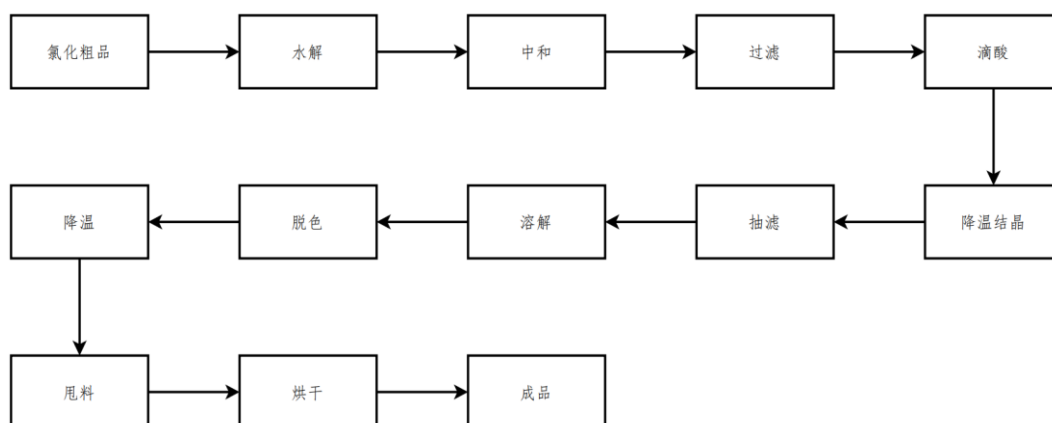 氯化粗品
水解
中和
过滤
滴酸
降温结晶
抽滤
溶解
脱色
降温
甩料
烘干
成品